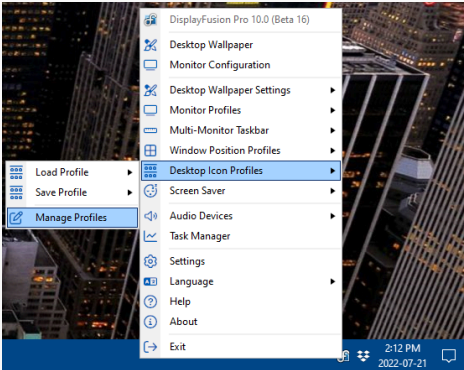 DisplayFusion Pro 10.0 (Beta 16)
Desktop Wallpaper
Monitor Configuration
Desktop Wallpaper Settings
Monitor Profiles
Multi-Monitor Taskbar
Window Position Profiles
Desktop Icon Profiles
Load Profile
Save Profile
Manage Profiles
Screen Saver
Audio Devices
Task Manager
Settings
Language
Help
About
Exit
2:12 PM
2022-07-21